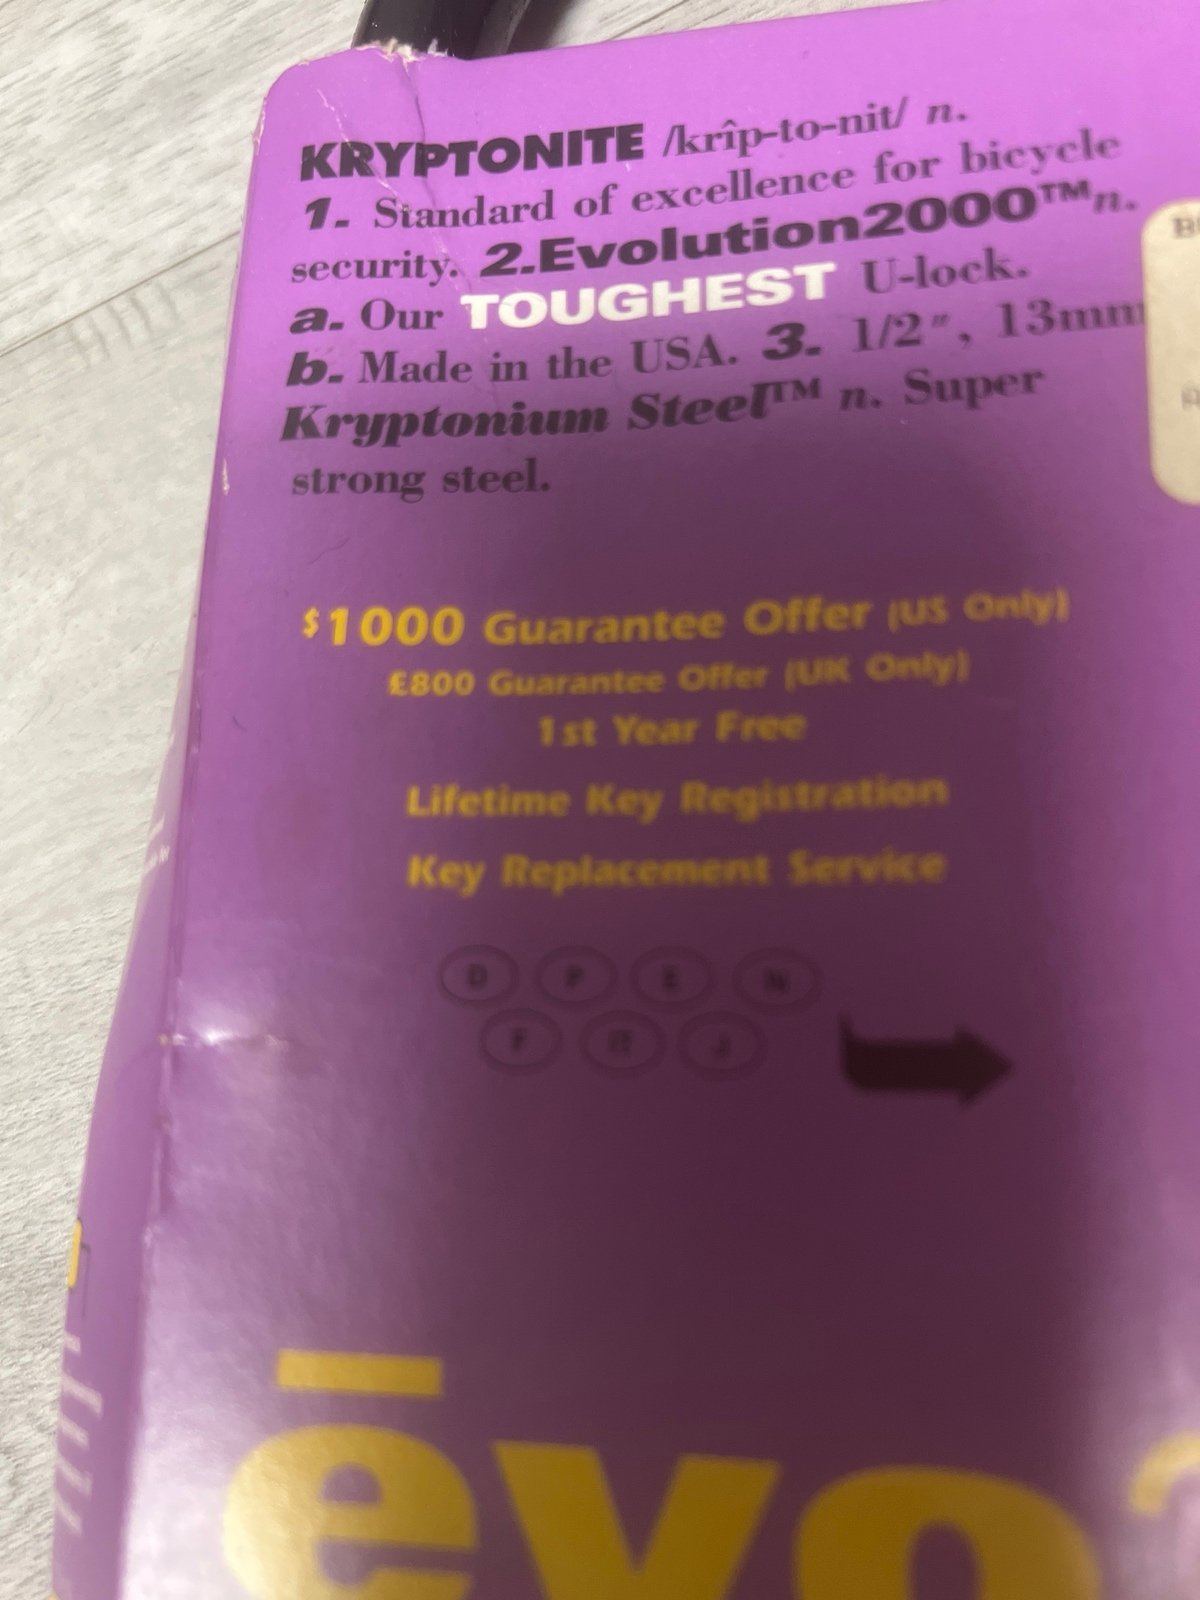 KRYPTONITE /krîp-to-nit/ n.
1. Standard of excellence for bicycle
security. 2.Evolution2000™n.
a. Our TOUGHEST U-lock.
b. Made in the USA. 3. 1/2", 13mm
Kryptonium Steel™ n. Super
strong steel.
$1000 Guarantee Offer (US Only)
£800 Guarantee Offer (UK Only)
1st Year Free
Lifetime Key Registration
Key Replacement Service
D P E N
F R J
ēvo